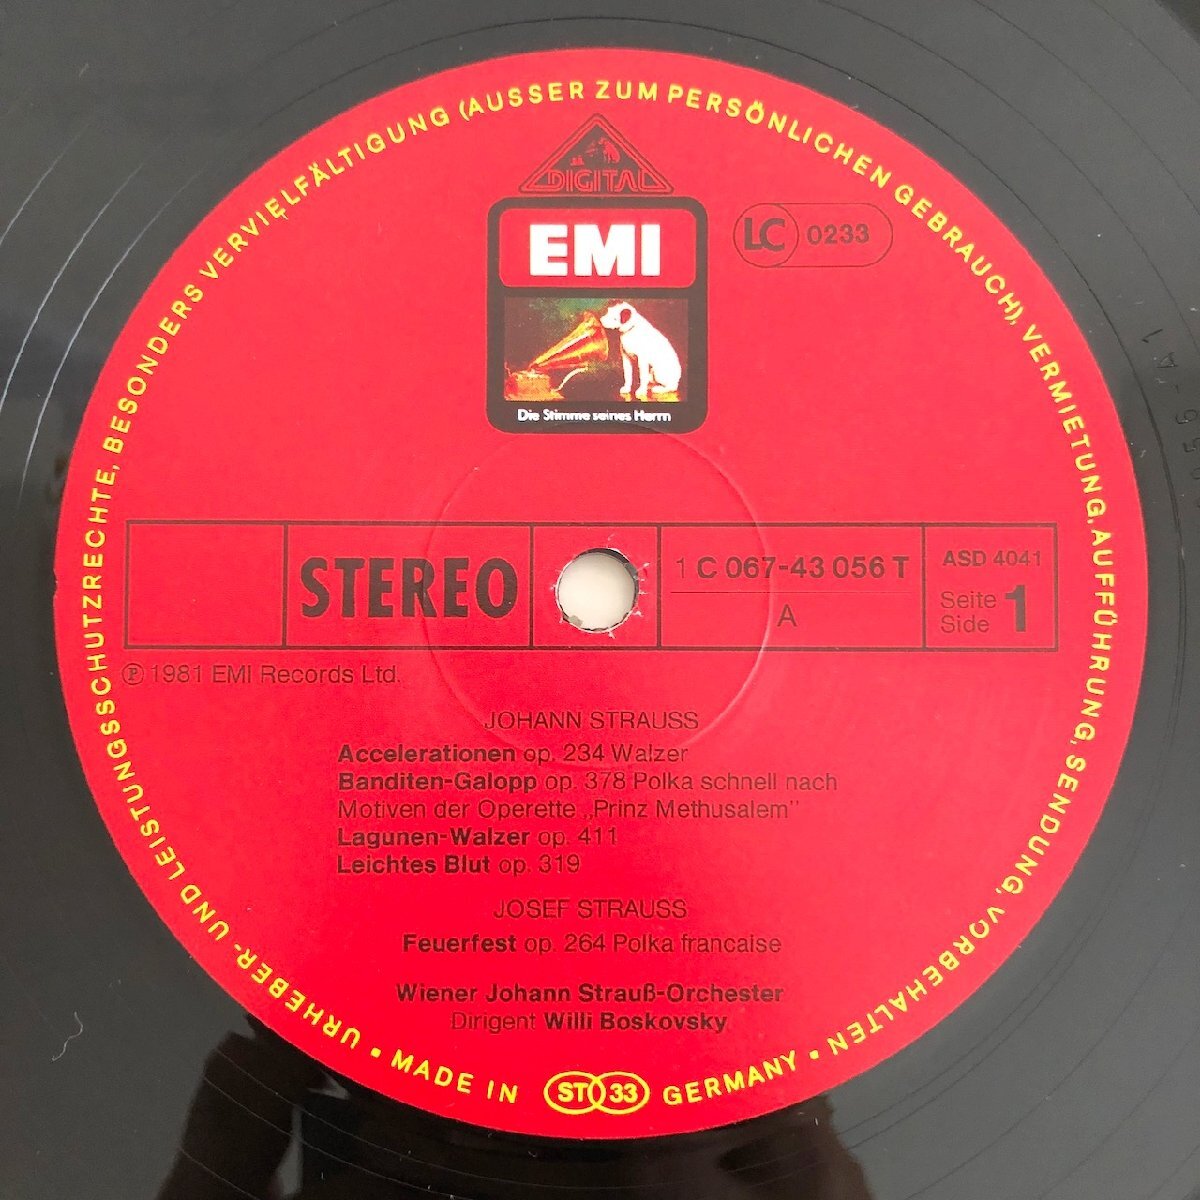 URHEBER- UND LEISTUNGSSCHUTZRECHTE, BESONDERS VERVIELFÄLTIGUNG (AUSSER ZUM PERSÖNLICHEN GEBRAUCH), VERMIETUNG, AUFFÜHRUNG, SENDUNG, VORBEHALTEN •
DIGITAL
EMI
LC 0233
Die Stimme seines Herrn
STEREO
1 C 067-43 056 T
A
ASD 4041
Seite
Side 1
℗ 1981 EMI Records Ltd.
JOHANN STRAUSS
Accelerationen op. 234 Walzer
Banditen-Galopp op. 378 Polka schnell nach
Motiven der Operette „Prinz Methusalem"
Lagunen-Walzer op. 411
Leichtes Blut op. 319
JOSEF STRAUSS
Feuerfest op. 264 Polka francaise
Wiener Johann Strauß-Orchester
Dirigent Willi Boskovsky
• MADE IN ST 33 GERMANY